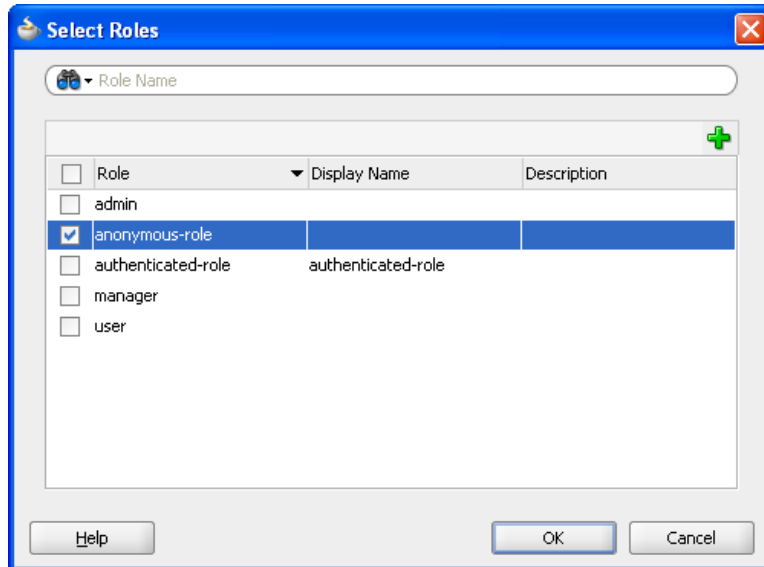 Select Roles
Role Name
Role Display Name Description
admin
anonymous-role
authenticated-role authenticated-role
manager
user
Help OK Cancel